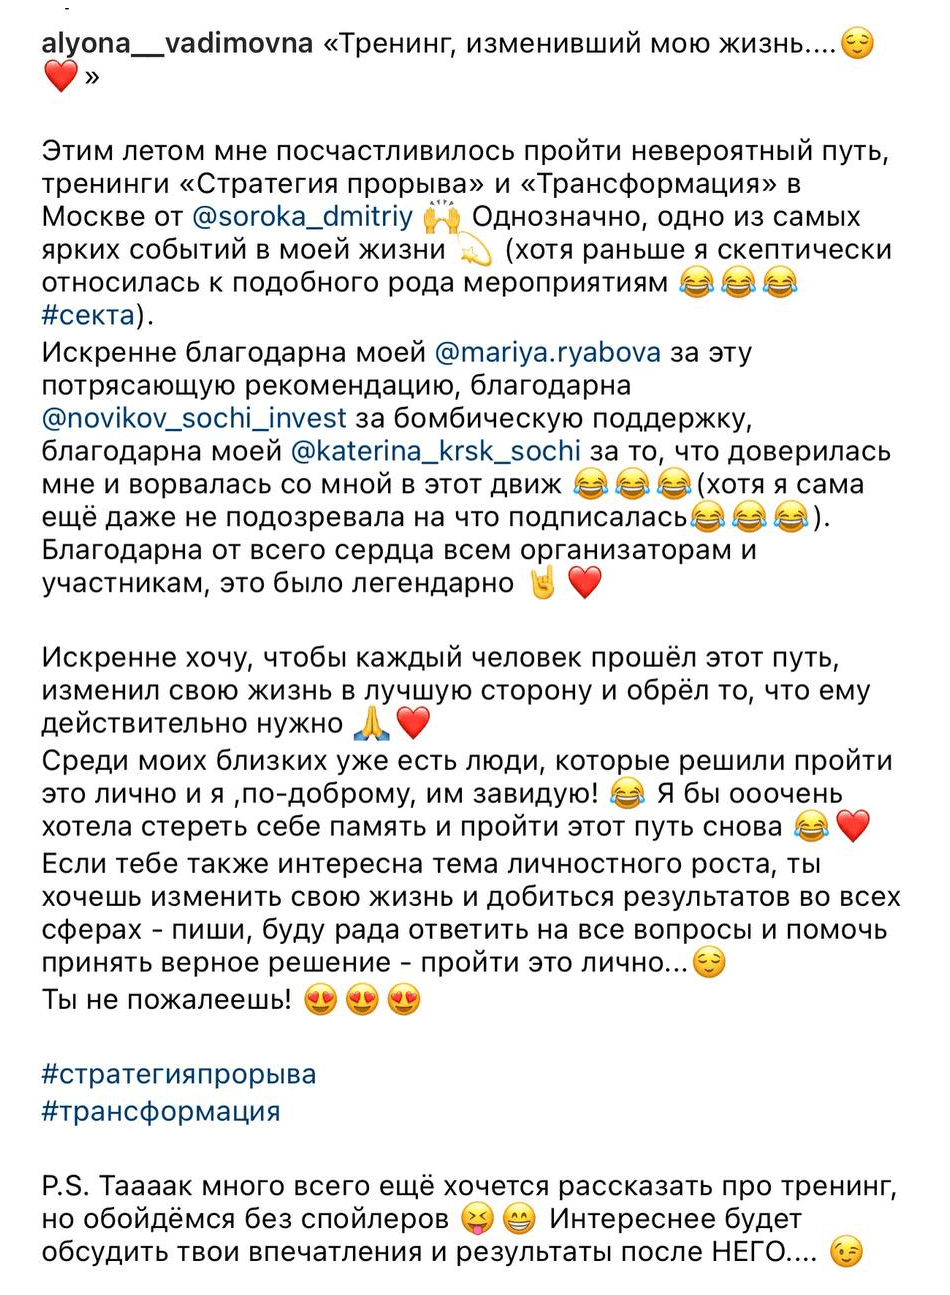 alyona__vadimovna «Тренинг, изменивший мою жизнь....😌
❤️ »
Этим летом мне посчастливилось пройти невероятный путь,
тренинги «Стратегия прорыва» и «Трансформация» в
Москве от @soroka_dmitriy 🙌 Однозначно, одно из самых
ярких событий в моей жизни 💫 (хотя раньше я скептически
относилась к подобного рода мероприятиям 😂😂😂
#секта).
Искренне благодарна моей @mariya.ryabova за эту
потрясающую рекомендацию, благодарна
@novikov_sochi_invest за бомбическую поддержку,
благодарна моей @katerina_krsk_sochi за то, что доверилась
мне и ворвалась со мной в этот движ 😂😂😂(хотя я сама
ещё даже не подозревала на что подписалась😂😂😂).
Благодарна от всего сердца всем организаторам и
участникам, это было легендарно 🤘❤️
Искренне хочу, чтобы каждый человек прошёл этот путь,
изменил свою жизнь в лучшую сторону и обрёл то, что ему
действительно нужно 🙏❤️
Среди моих близких уже есть люди, которые решили пройти
это лично и я ,по-доброму, им завидую! 😂 Я бы ооочень
хотела стереть себе память и пройти этот путь снова 😂❤️
Если тебе также интересна тема личностного роста, ты
хочешь изменить свою жизнь и добиться результатов во всех
сферах - пиши, буду рада ответить на все вопросы и помочь
принять верное решение - пройти это лично...😌
Ты не пожалеешь! 😍😍😍
#стратегияпрорыва
#трансформация
P.S. Таааак много всего ещё хочется рассказать про тренинг,
но обойдёмся без спойлеров 😝😁 Интереснее будет
обсудить твои впечатления и результаты после НЕГО.... 😉